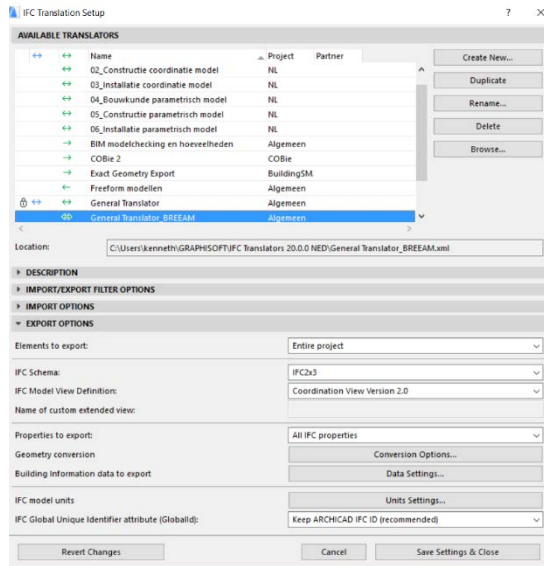 IFC Translation Setup ? ×
AVAILABLE TRANSLATORS
Name Project Partner
02_Constructie coordinatie model NL
03_Installatie coordinatie model NL
04_Bouwkunde parametrisch model NL
05_Constructie parametrisch model NL
06_Installatie parametrisch model NL
BIM modelchecking en hoeveelheden Algemeen
COBie 2 COBie
Exact Geometry Export BuildingSM
Freeform modellen Algemeen
General Translator Algemeen
General Translator_BREEAM Algemeen
Create New...
Duplicate
Rename...
Delete
Browse...
Location: C:\Users\kenneth\GRAPHISOFT\IFC Translators 20.0.0 NED\General Translator_BREEAM.xml
DESCRIPTION
IMPORT/EXPORT FILTER OPTIONS
IMPORT OPTIONS
EXPORT OPTIONS
Elements to export: Entire project
IFC Schema: IFC2x3
IFC Model View Definition: Coordination View Version 2.0
Name of custom extended view:
Properties to export: All IFC properties
Geometry conversion Conversion Options...
Building Information data to export Data Settings...
IFC model units Units Settings...
IFC Global Unique Identifier attribute (GlobalId): Keep ARCHICAD IFC ID (recommended)
Revert Changes Cancel Save Settings & Close